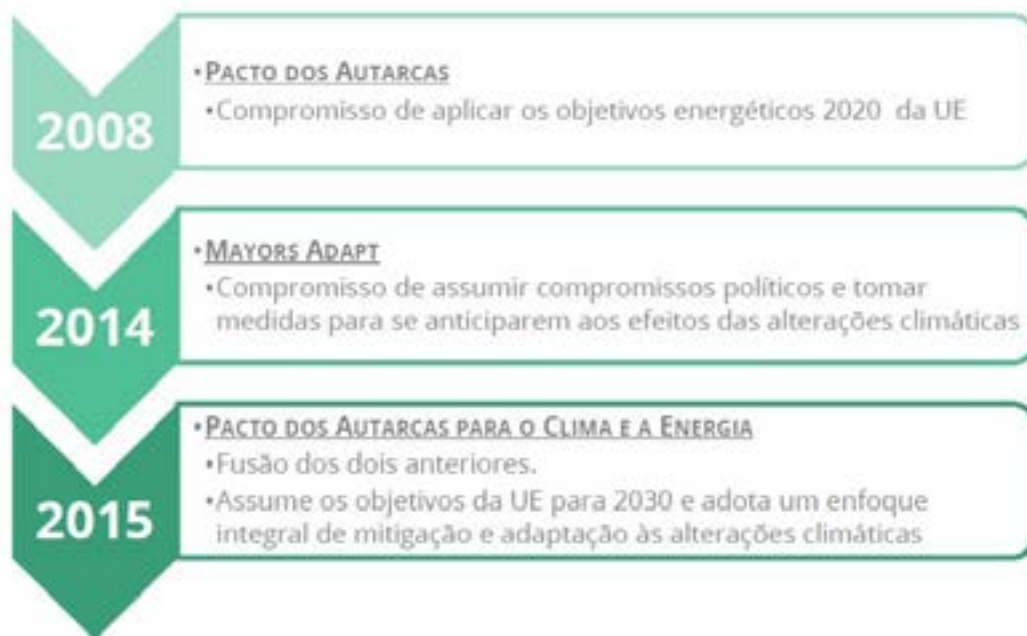 2008
•PACTO DOS AUTARCAS
•Compromisso de aplicar os objetivos energéticos 2020 da UE
2014
•MAYORS ADAPT
•Compromisso de assumir compromissos políticos e tomar
medidas para se anticiparem aos efeitos das alterações climáticas
2015
•PACTO DOS AUTARCAS PARA O CLIMA E A ENERGIA
•Fusão dos dois anteriores.
•Assume os objetivos da UE para 2030 e adota um enfoque
integral de mitigação e adaptação às alterações climáticas